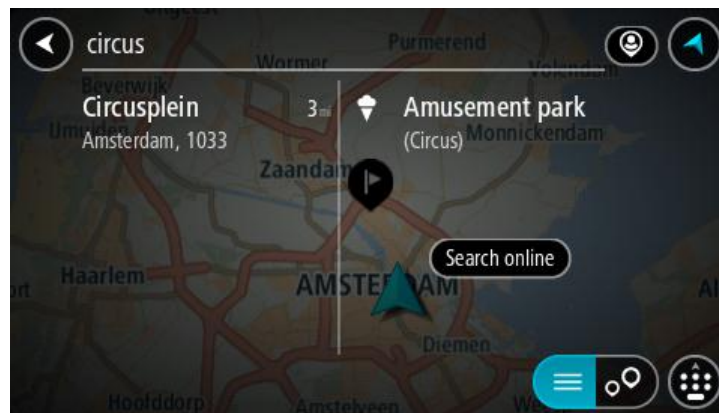 circus
Circusplein
3 mi
Amsterdam, 1033
Amusement park
(Circus)
Search online
Purmerend
Wormer
Volendam
Beverwijk
Monnickendam
Zaandam
Haarlem
AMSTERDAM
Diemen
Hoofddorp
Amstelveen